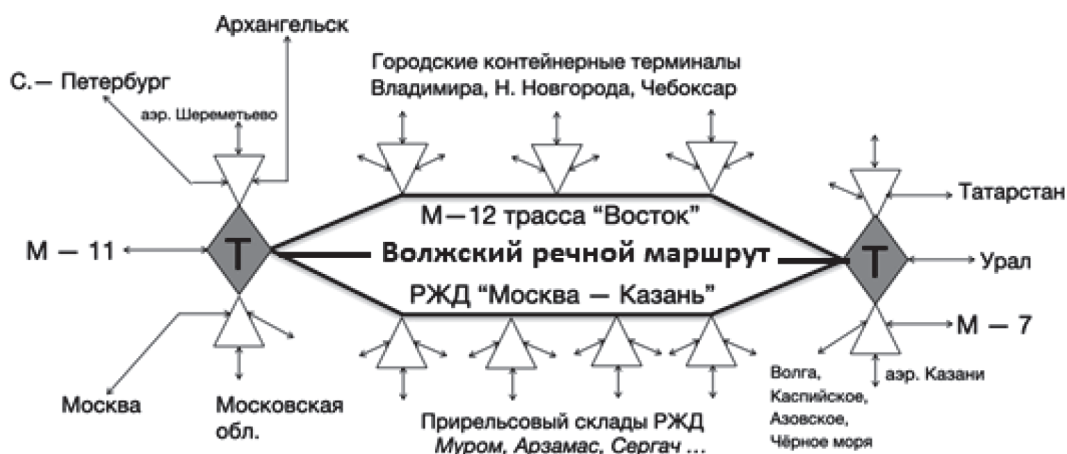 Архангельск
С.— Петербург
аэр. Шереметьево
Городские контейнерные терминалы
Владимира, Н. Новгорода, Чебоксар
Т
М — 11
М—12 трасса “Восток”
Волжский речной маршрут
РЖД “Москва — Казань”
Т
Татарстан
Урал
М — 7
Москва
Московская
обл.
Прирельсовый склады РЖД
Муром, Арзамас, Сергач ...
Волга,
Каспийское,
Азовское,
Чёрное моря
аэр. Казани